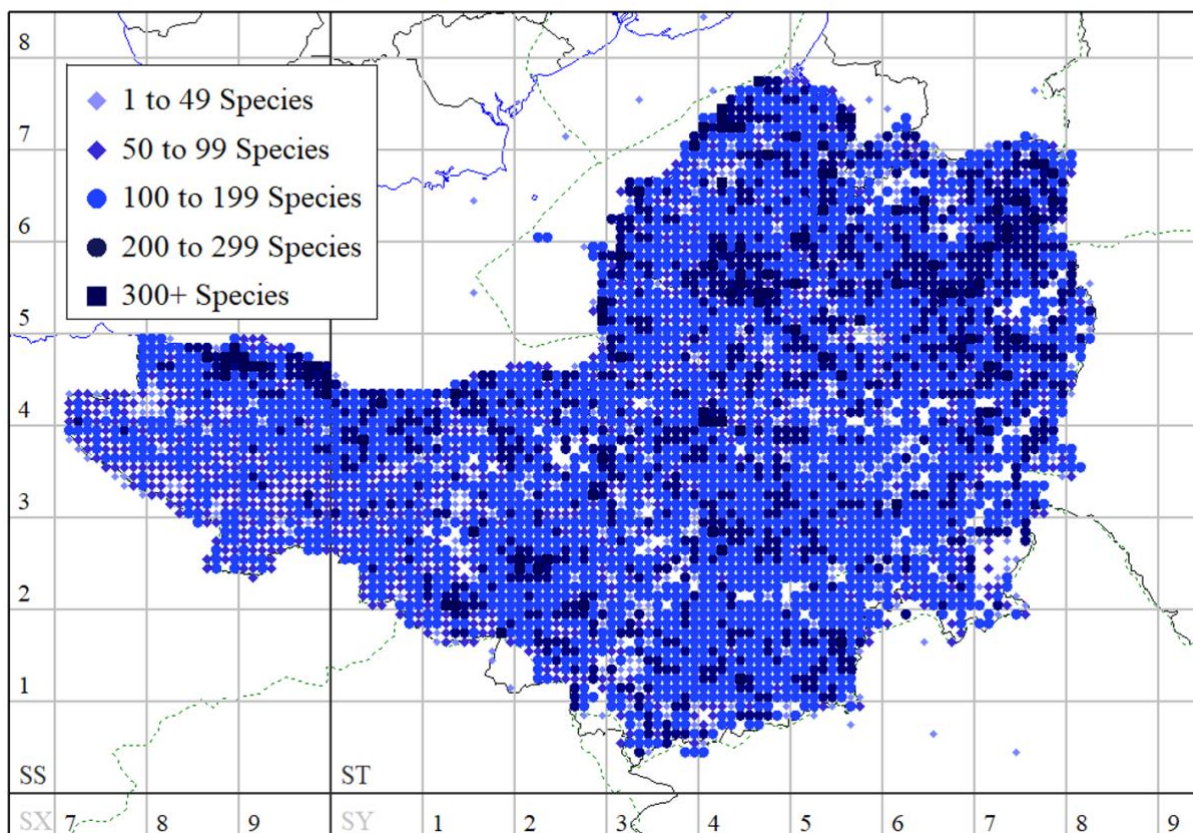 8
1 to 49 Species
50 to 99 Species
7
100 to 199 Species
6
200 to 299 Species
300+ Species
5
4
3
2
1
SS ST
SX 7 8 9 SY 1 2 3 4 5 6 7 8 9